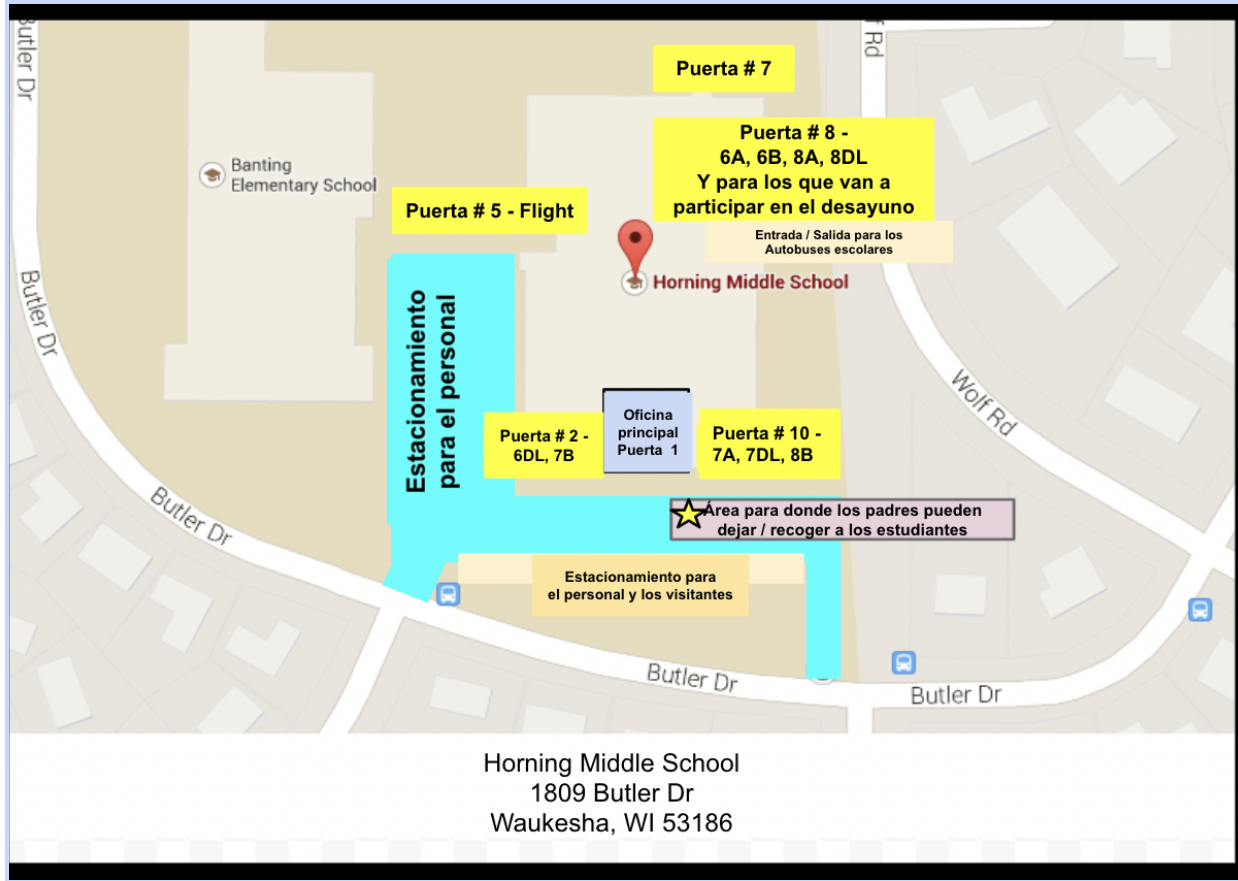 Butler Dr
Rd
Puerta # 7
Puerta # 8 -
6A, 6B, 8A, 8DL
Y para los que van a
participar en el desayuno
Banting
Elementary School
Puerta # 5 - Flight
Entrada / Salida para los
Autobuses escolares
Horning Middle School
Butler Dr
Estacionamiento
para el personal
Wolf Rd
Oficina
principal
Puerta 1
Puerta # 2 -
6DL, 7B
Puerta # 10 -
7A, 7DL, 8B
Butler Dr
Área para donde los padres pueden
dejar / recoger a los estudiantes
Estacionamiento para
el personal y los visitantes
Butler Dr
Butler Dr
Horning Middle School
1809 Butler Dr
Waukesha, WI 53186